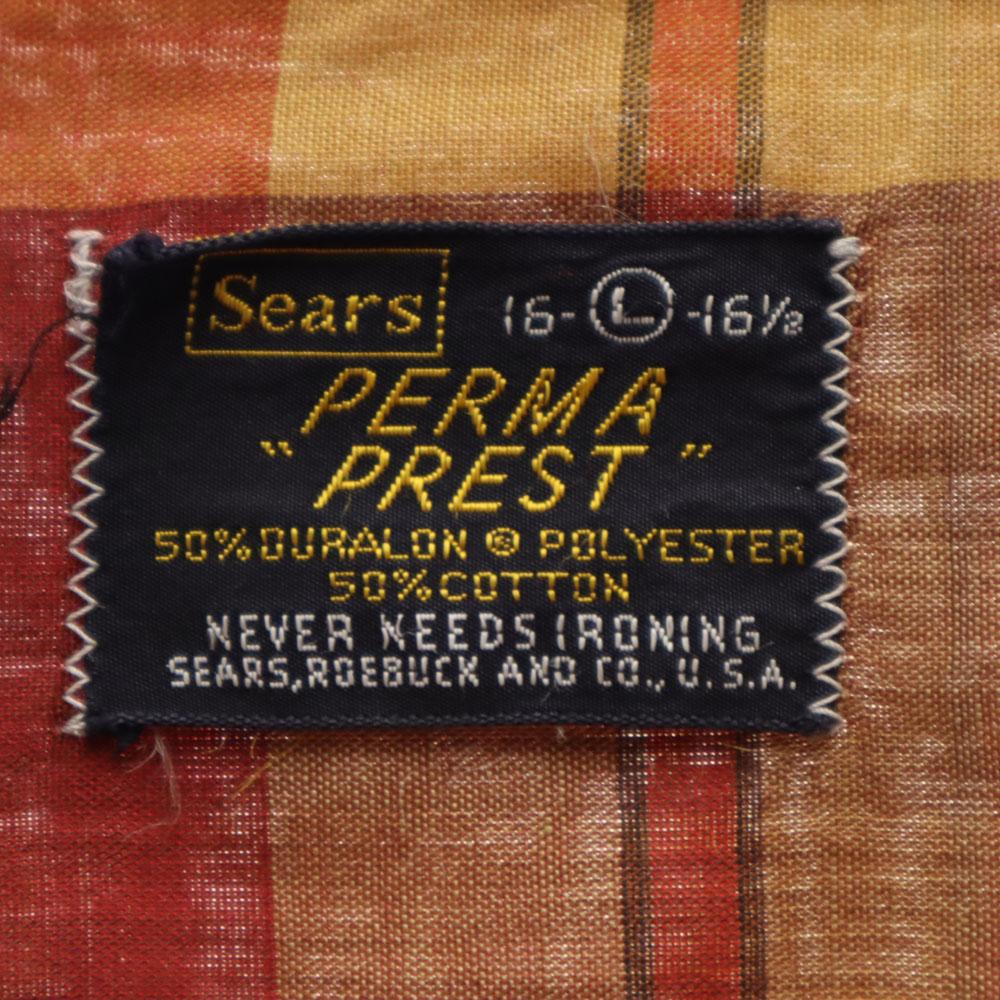 Sears 16-Ⓛ-16½
PERMA
"PREST"
50% DURALON ® POLYESTER
50% COTTON
NEVER NEEDS IRONING
SEARS, ROEBUCK AND CO., U.S.A.